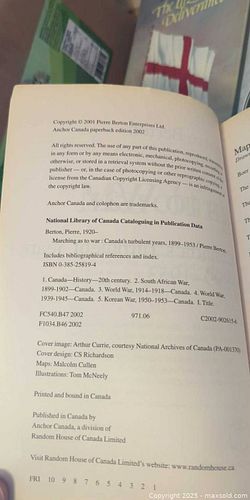 The
Deliverance
Copyright © 2001 Pierre Berton Enterprises Ltd.
Anchor Canada paperback edition 2002
All rights reserved. The use of any part of this publication, reproduced,
in any form or by any means electronic, mechanical, photocopying,
otherwise, or stored in a retrieval system without the prior written consent of the
publisher — or, in the case of photocopying or other reprographic copying, a
license from the Canadian Copyright Licensing Agency — is an infringement of
the copyright law.
Anchor Canada and colophon are trademarks.
National Library of Canada Cataloguing in Publication Data
Berton, Pierre, 1920–
Marching as to war : Canada's turbulent years, 1899–1953 / Pierre Berton.
Includes bibliographical references and index.
ISBN 0-385-25819-4
1. Canada—History—20th century. 2. South African War,
1899–1902—Canada. 3. World War, 1914–1918—Canada. 4. World War,
1939–1945—Canada. 5. Korean War, 1950–1953—Canada. I. Title.
FC540.B47 2002 971.06 C2002-902615-
F1034.B46 2002
Cover image: Arthur Currie, courtesy National Archives of Canada (PA-001370)
Cover design: CS Richardson
Maps: Malcolm Cullen
Illustrations: Tom McNeely
Printed and bound in Canada
Published in Canada by
Anchor Canada, a division of
Random House of Canada Limited
Visit Random House of Canada Limited's website: www.randomhouse.ca
FRI 10 9 8 7 6 5 4 3 2 1
Map
Boer
The
The
The
Copyright 2025 - amazon.com